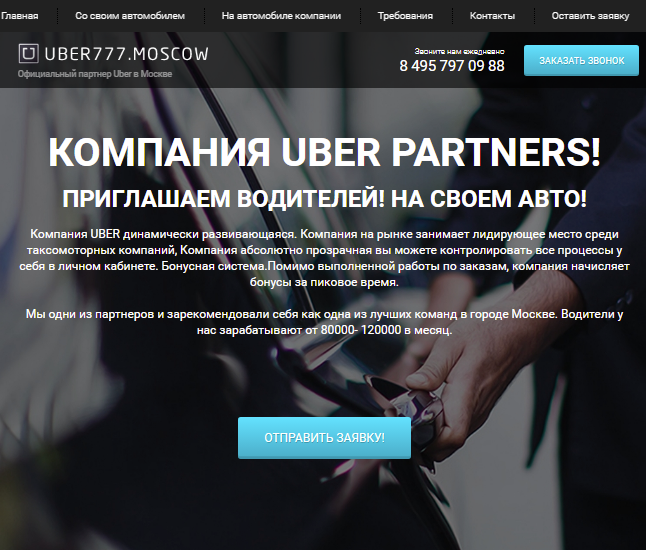 Главная
Со своим автомобилем
На автомобиле компании
Требования
Контакты
Оставить заявку
UBER777.MOSCOW
Официальный партнер Uber в Москве
Звоните нам ежедневно
8 495 797 09 88
ЗАКАЗАТЬ ЗВОНОК
КОМПАНИЯ UBER PARTNERS!
ПРИГЛАШАЕМ ВОДИТЕЛЕЙ! НА СВОЕМ АВТО!
Компания UBER динамически развивающаяся. Компания на рынке занимает лидирующее место среди
таксомоторных компаний, Компания абсолютно прозрачная вы можете контролировать все процессы у
себя в личном кабинете. Бонусная система.Помимо выполненной работы по заказам, компания начисляет
бонусы за пиковое время.
Мы одни из партнеров и зарекомендовали себя как одна из лучших команд в городе Москве. Водители у
нас зарабатывают от 80000- 120000 в месяц.
ОТПРАВИТЬ ЗАЯВКУ!